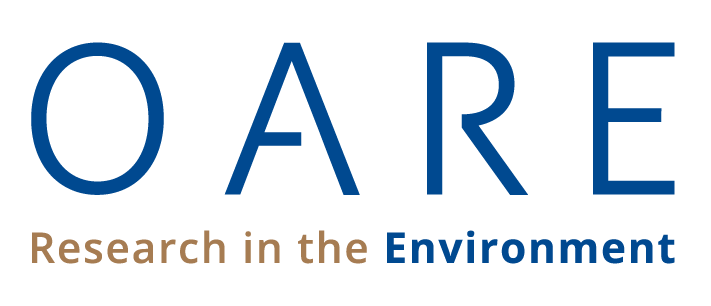 OARE
Research in the Environment